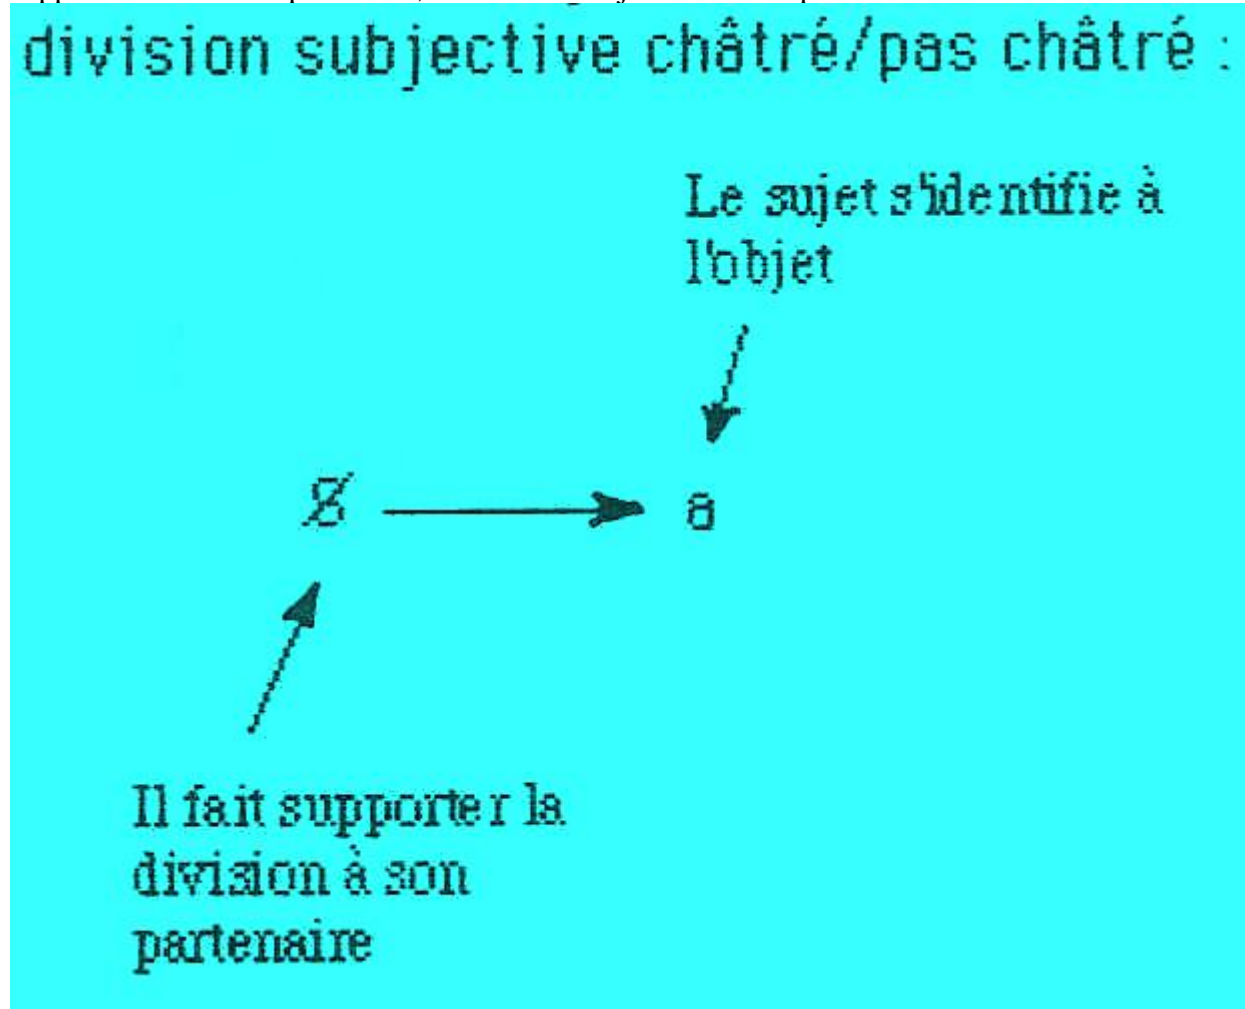 division subjective châtré/pas châtré :
Le sujet s'identifie à
l'objet
$ a
Il fait supporter la
division à son
partenaire